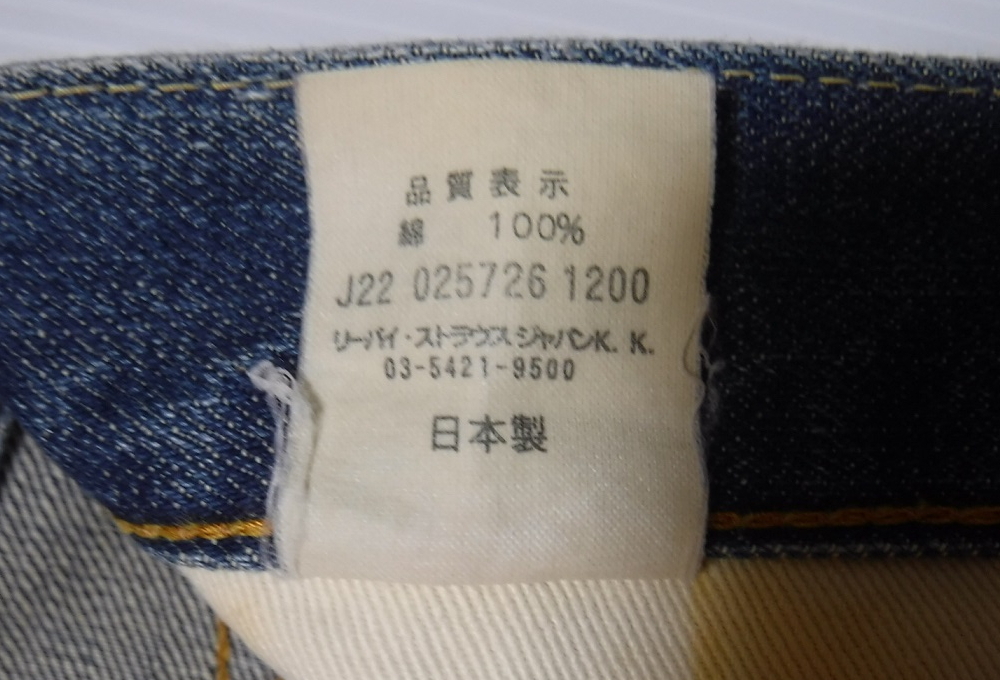 品質表示
綿 100%
J22 025726 1200
リーバイ・ストラウスジャパンK.K.
03-5421-9500
日本製